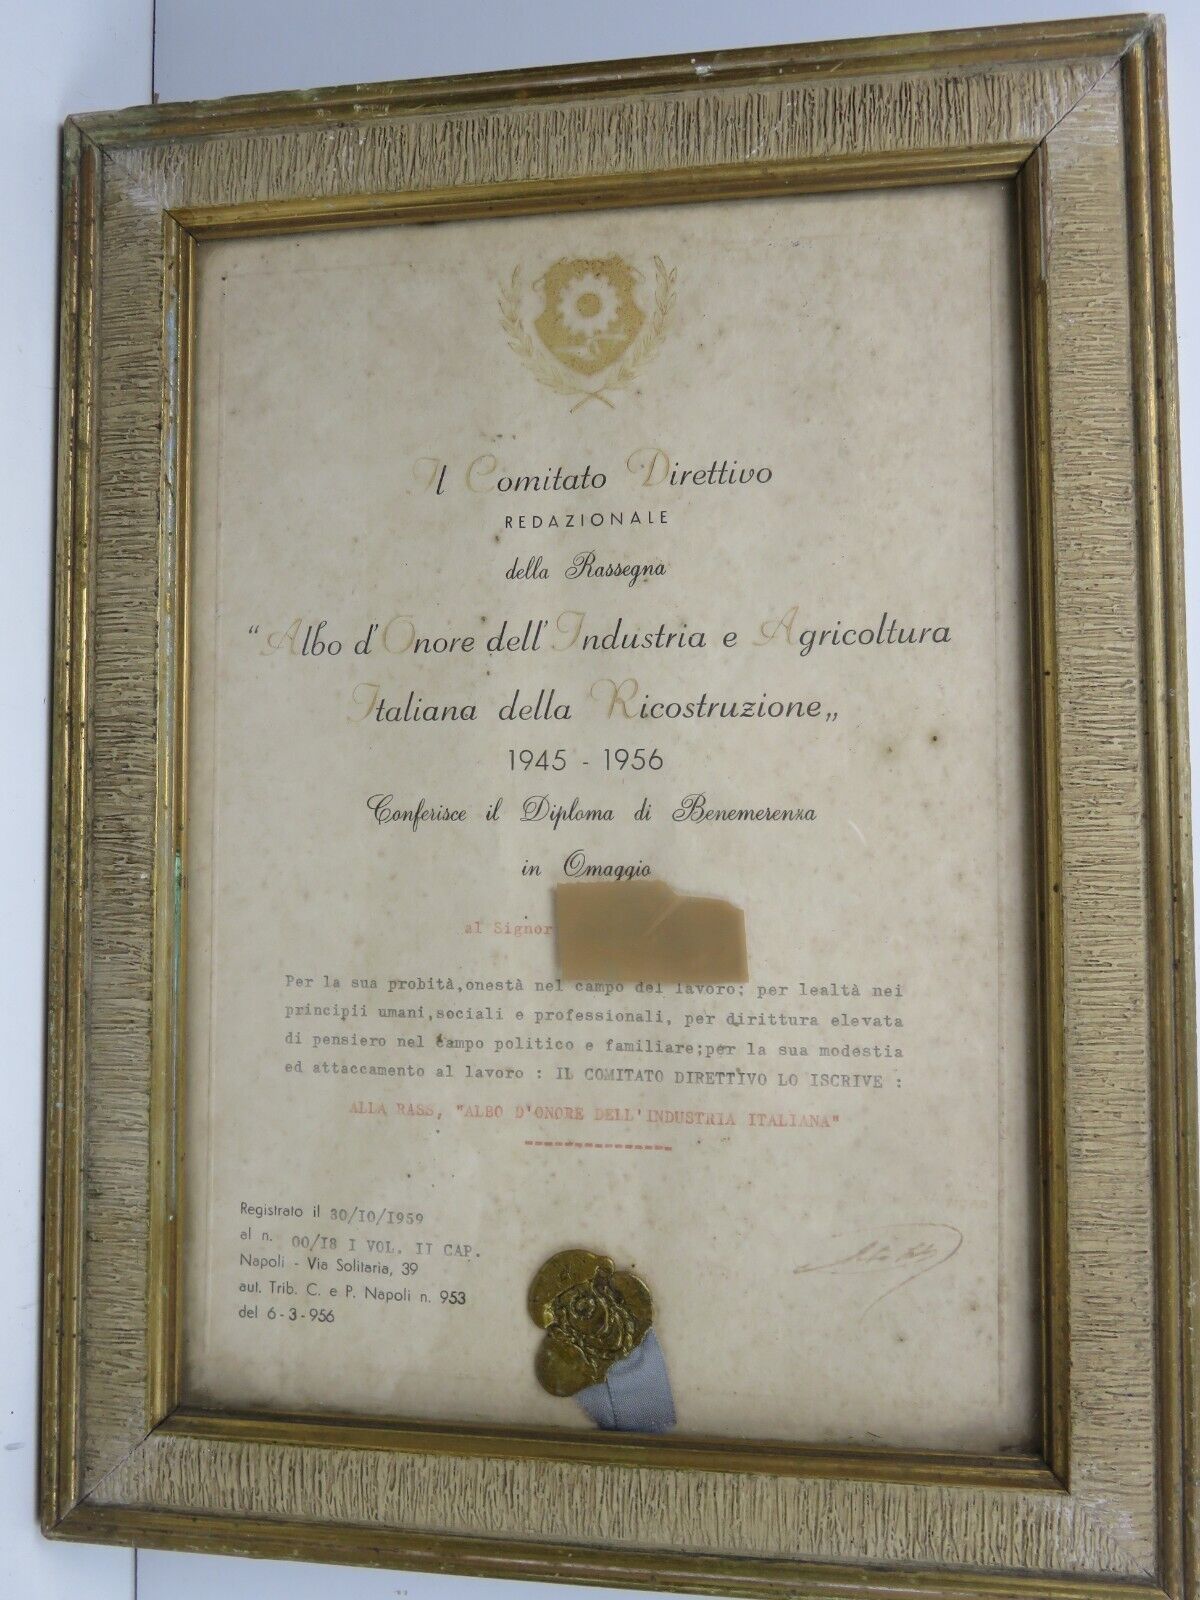 Il Comitato Direttivo
REDAZIONALE
della Rassegna
“Albo d'Onore dell'Industria e Agricoltura
Italiana della Ricostruzione„
1945 - 1956
Conferisce il Diploma di Benemerenza
in Omaggio
al Signor
Per la sua probità,onestà nel campo del lavoro; per lealtà nei
principii umani,sociali e professionali, per dirittura elevata
di pensiero nel campo politico e familiare;per la sua modestia
ed attaccamento al lavoro : IL COMITATO DIRETTIVO LO ISCRIVE :
ALLA RASS, "ALBO D'ONORE DELL'INDUSTRIA ITALIANA"
Registrato il 30/IO/I959
al n. 00/I8 I VOL. II CAP.
Napoli - Via Solitaria, 39
aut. Trib. C. e P. Napoli n. 953
del 6-3-956